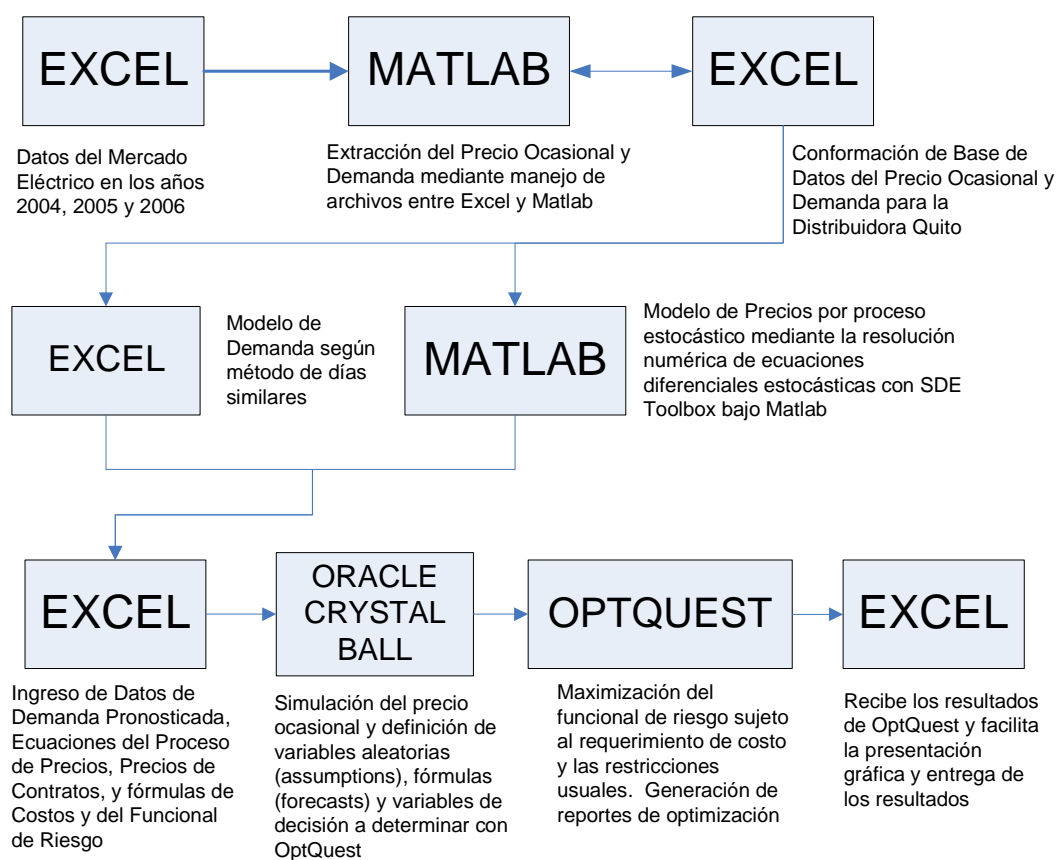 EXCEL
MATLAB
EXCEL
Datos del Mercado
Eléctrico en los años
2004, 2005 y 2006
Extracción del Precio Ocasional y
Demanda mediante manejo de
archivos entre Excel y Matlab
Conformación de Base de
Datos del Precio Ocasional y
Demanda para la
Distribuidora Quito
EXCEL
Modelo de
Demanda según
método de días
similares
MATLAB
Modelo de Precios por proceso
estocástico mediante la resolución
numérica de ecuaciones
diferenciales estocásticas con SDE
Toolbox bajo Matlab
EXCEL
ORACLE
CRYSTAL
BALL
OPTQUEST
EXCEL
Ingreso de Datos de
Demanda Pronosticada,
Ecuaciones del Proceso
de Precios, Precios de
Contratos, y fórmulas de
Costos y del Funcional
de Riesgo
Simulación del precio
ocasional y definición de
variables aleatorias
(assumptions), fórmulas
(forecasts) y variables de
decisión a determinar con
OptQuest
Maximización del
funcional de riesgo sujeto
al requerimiento de costo
y las restricciones
usuales.  Generación de
reportes de optimización
Recibe los resultados
de OptQuest y facilita
la presentación
gráfica y entrega de
los resultados